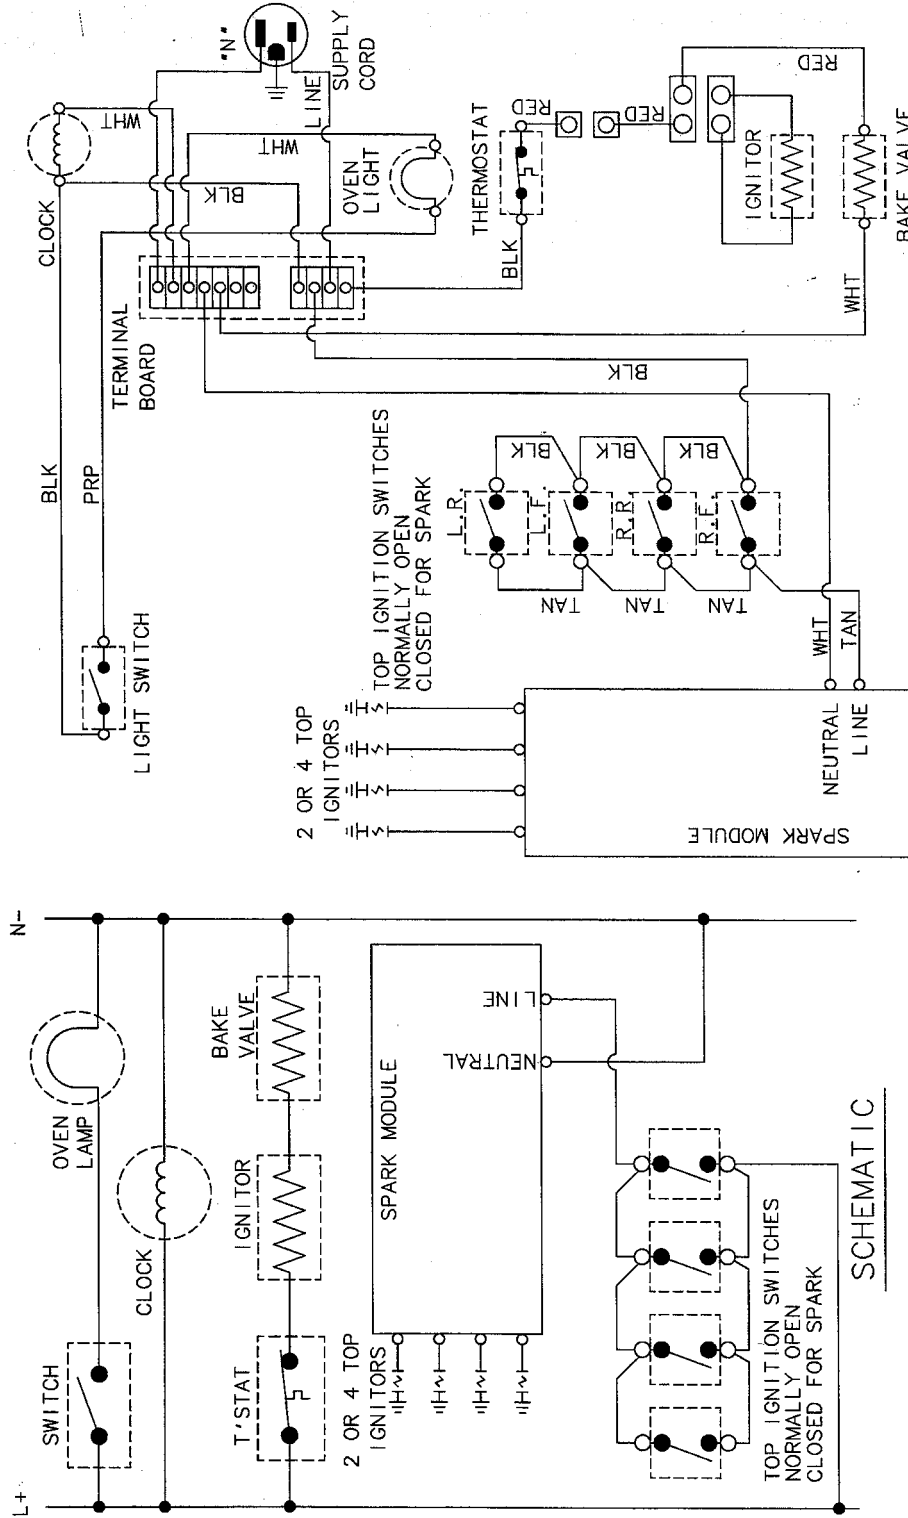 "N"
SUPPLY
CORD
LINE
WHT
CLOCK
WHT
BLK
OVEN
LIGHT
THERMOSTAT
RED
RED
RED
BLK
IGNITOR
BAKE VALVE
WHT
TERMINAL
BOARD
BLK
PRP
BLK
LIGHT SWITCH
TOP IGNITION SWITCHES
NORMALLY OPEN
CLOSED FOR SPARK
L.R.
L.F.
R.R.
R.F.
BLK
BLK
BLK
TAN
TAN
TAN
WHT
TAN
2 OR 4 TOP
IGNITORS
NEUTRAL
LINE
SPARK MODULE
L+
N-
SWITCH
OVEN
LAMP
CLOCK
T'STAT
IGNITOR
BAKE
VALVE
2 OR 4 TOP
IGNITORS
SPARK MODULE
LINE
NEUTRAL
TOP IGNITION SWITCHES
NORMALLY OPEN
CLOSED FOR SPARK
SCHEMATIC